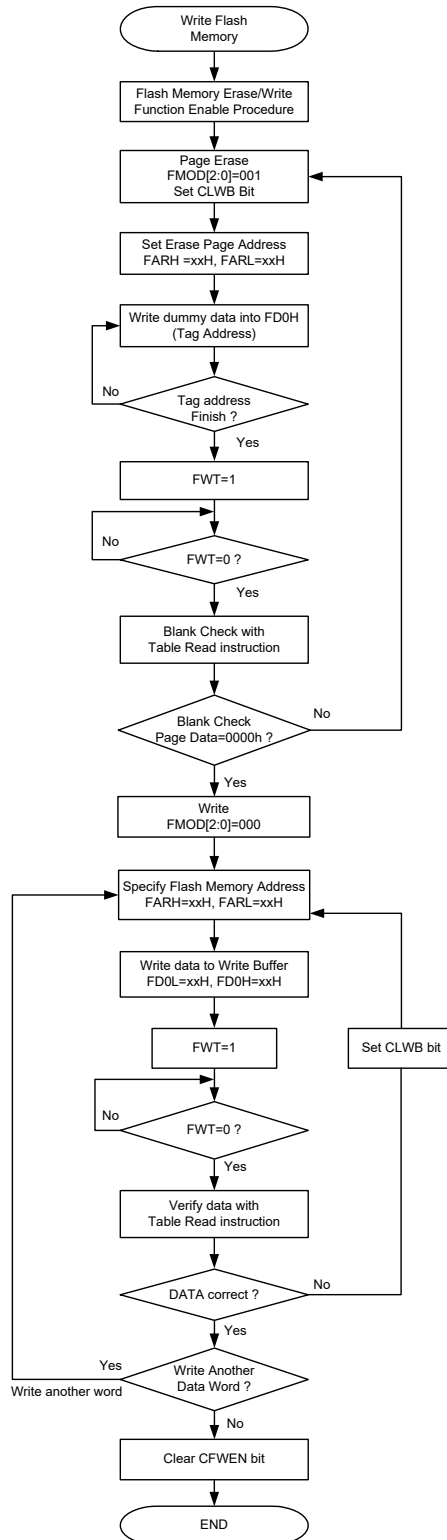 Write Flash
Memory
Flash Memory Erase/Write
Function Enable Procedure
Page Erase
FMOD[2:0]=001
Set CLWB Bit
Set Erase Page Address
FARH =xxH, FARL=xxH
Write dummy data into FD0H
(Tag Address)
No
Tag address
Finish ?
Yes
FWT=1
No
FWT=0 ?
Yes
Blank Check with
Table Read instruction
No
Blank Check
Page Data=0000h ?
Yes
Write
FMOD[2:0]=000
Specify Flash Memory Address
FARH=xxH, FARL=xxH
Write data to Write Buffer
FD0L=xxH, FD0H=xxH
FWT=1
Set CLWB bit
No
FWT=0 ?
Yes
Verify data with
Table Read instruction
No
DATA correct ?
Yes
Yes
Write another word
Write Another
Data Word ?
No
Clear CFWEN bit
END